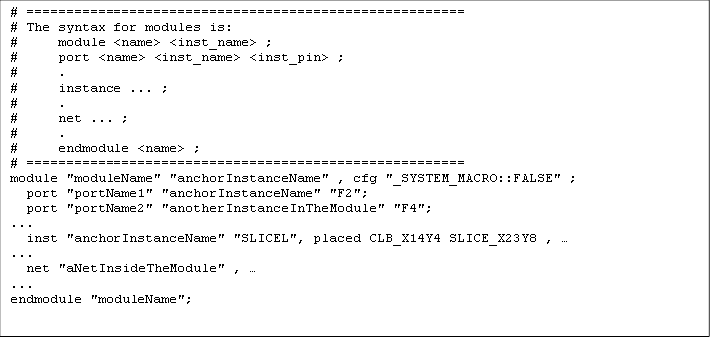 # =======================================================
# The syntax for modules is:
#     module <name> <inst_name> ;
#     port <name> <inst_name> <inst_pin> ;
#     .
#     instance ... ;
#     .
#     net ... ;
#     .
#     endmodule <name> ;
# =======================================================
module "moduleName" "anchorInstanceName" , cfg "_SYSTEM_MACRO::FALSE" ;
  port "portName1" "anchorInstanceName" "F2";
  port "portName2" "anotherInstanceInTheModule" "F4";
...
  inst "anchorInstanceName" "SLICEL", placed CLB_X14Y4 SLICE_X23Y8 , …
...
  net "aNetInsideTheModule" , …
...
endmodule "moduleName";